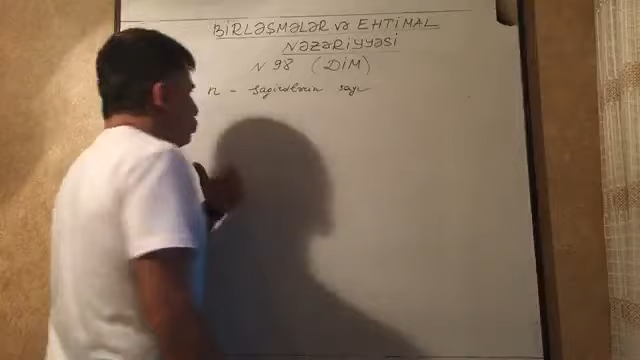 BİRLƏŞMƏLƏR və EHTİMAL
NƏZƏRİYYƏSİ
N 98 (DİM)
n - şagirdlərin sayı